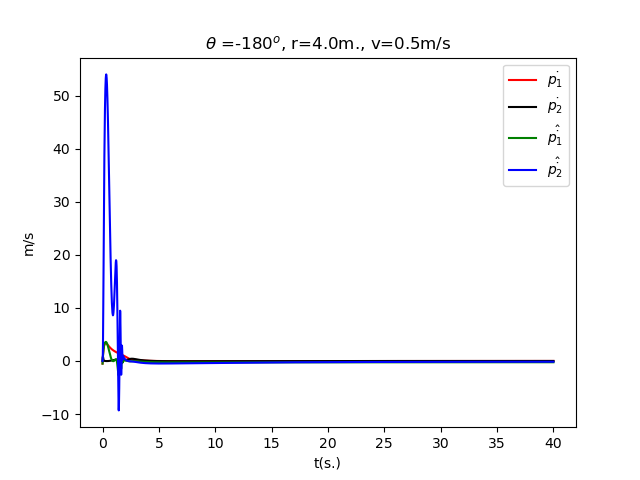 θ =-180°, r=4.0m., v=0.5m/s
ṗ₁
ṗ₂
p̂̇₁
p̂̇₂
50
40
30
20
10
0
−10
m/s
0 5 10 15 20 25 30 35 40
t(s.)